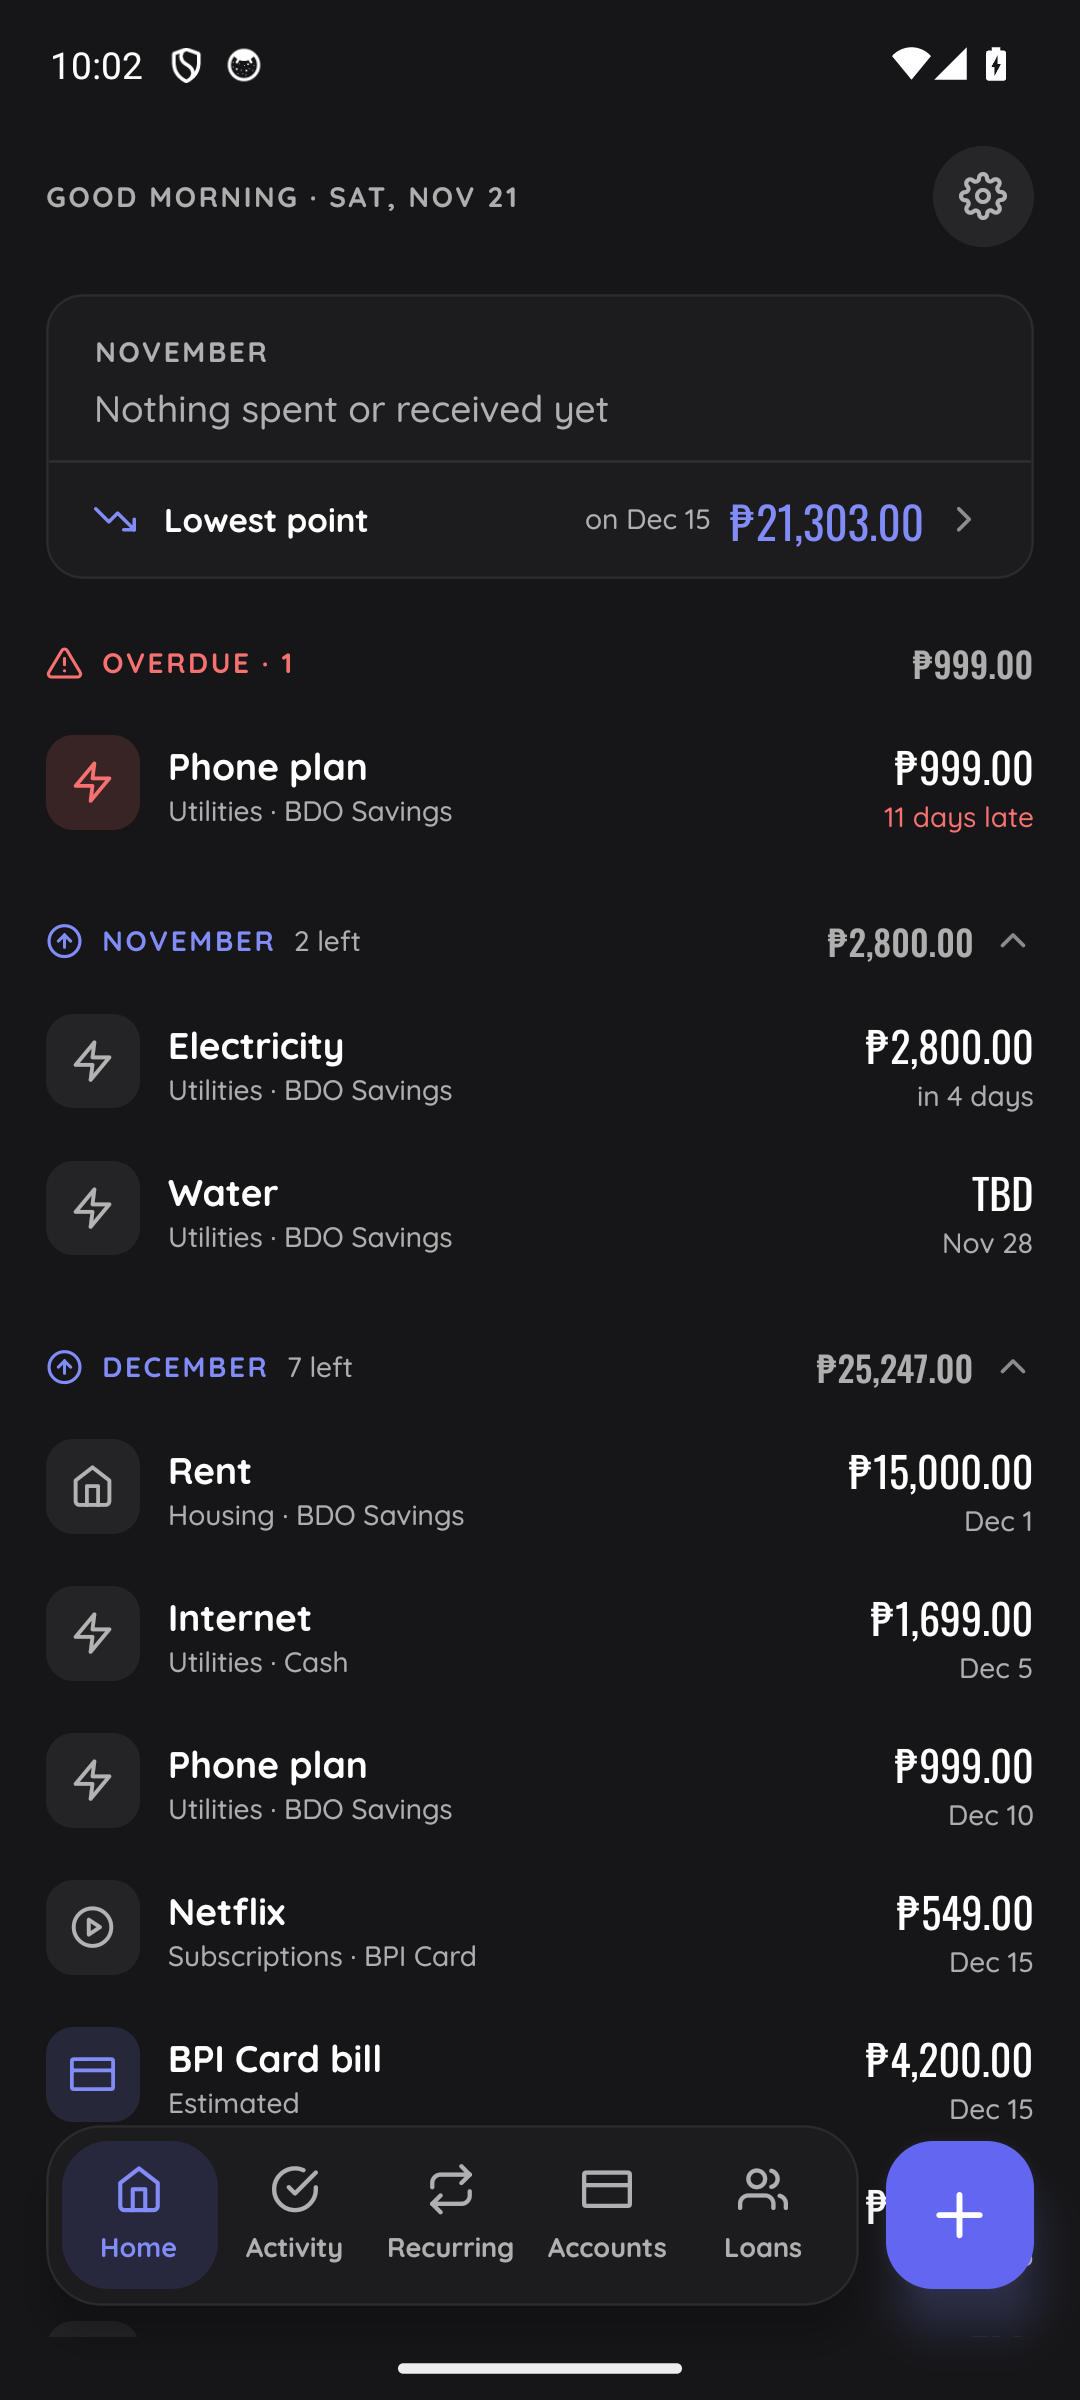 10:02
GOOD MORNING · SAT, NOV 21
NOVEMBER
Nothing spent or received yet
Lowest point on Dec 15 ₱21,303.00
OVERDUE · 1 ₱999.00
Phone plan ₱999.00
Utilities · BDO Savings 11 days late
NOVEMBER 2 left ₱2,800.00
Electricity ₱2,800.00
Utilities · BDO Savings in 4 days
Water TBD
Utilities · BDO Savings Nov 28
DECEMBER 7 left ₱25,247.00
Rent ₱15,000.00
Housing · BDO Savings Dec 1
Internet ₱1,699.00
Utilities · Cash Dec 5
Phone plan ₱999.00
Utilities · BDO Savings Dec 10
Netflix ₱549.00
Subscriptions · BPI Card Dec 15
BPI Card bill ₱4,200.00
Estimated Dec 15
₱
Home Activity Recurring Accounts Loans